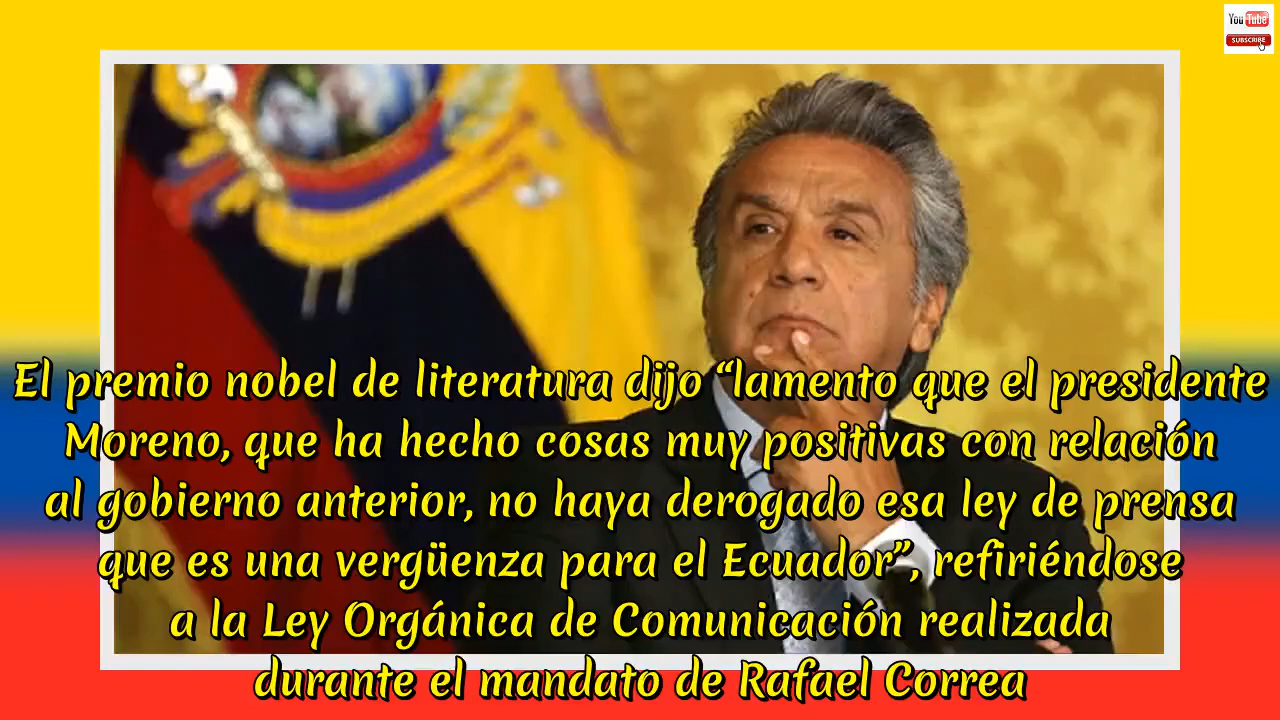 You Tube
SUBSCRIBE
El premio nobel de literatura dijo “lamento que el presidente
Moreno, que ha hecho cosas muy positivas con relación
al gobierno anterior, no haya derogado esa ley de prensa
que es una vergüenza para el Ecuador”, refiriéndose
a la Ley Orgánica de Comunicación realizada
durante el mandato de Rafael Correa